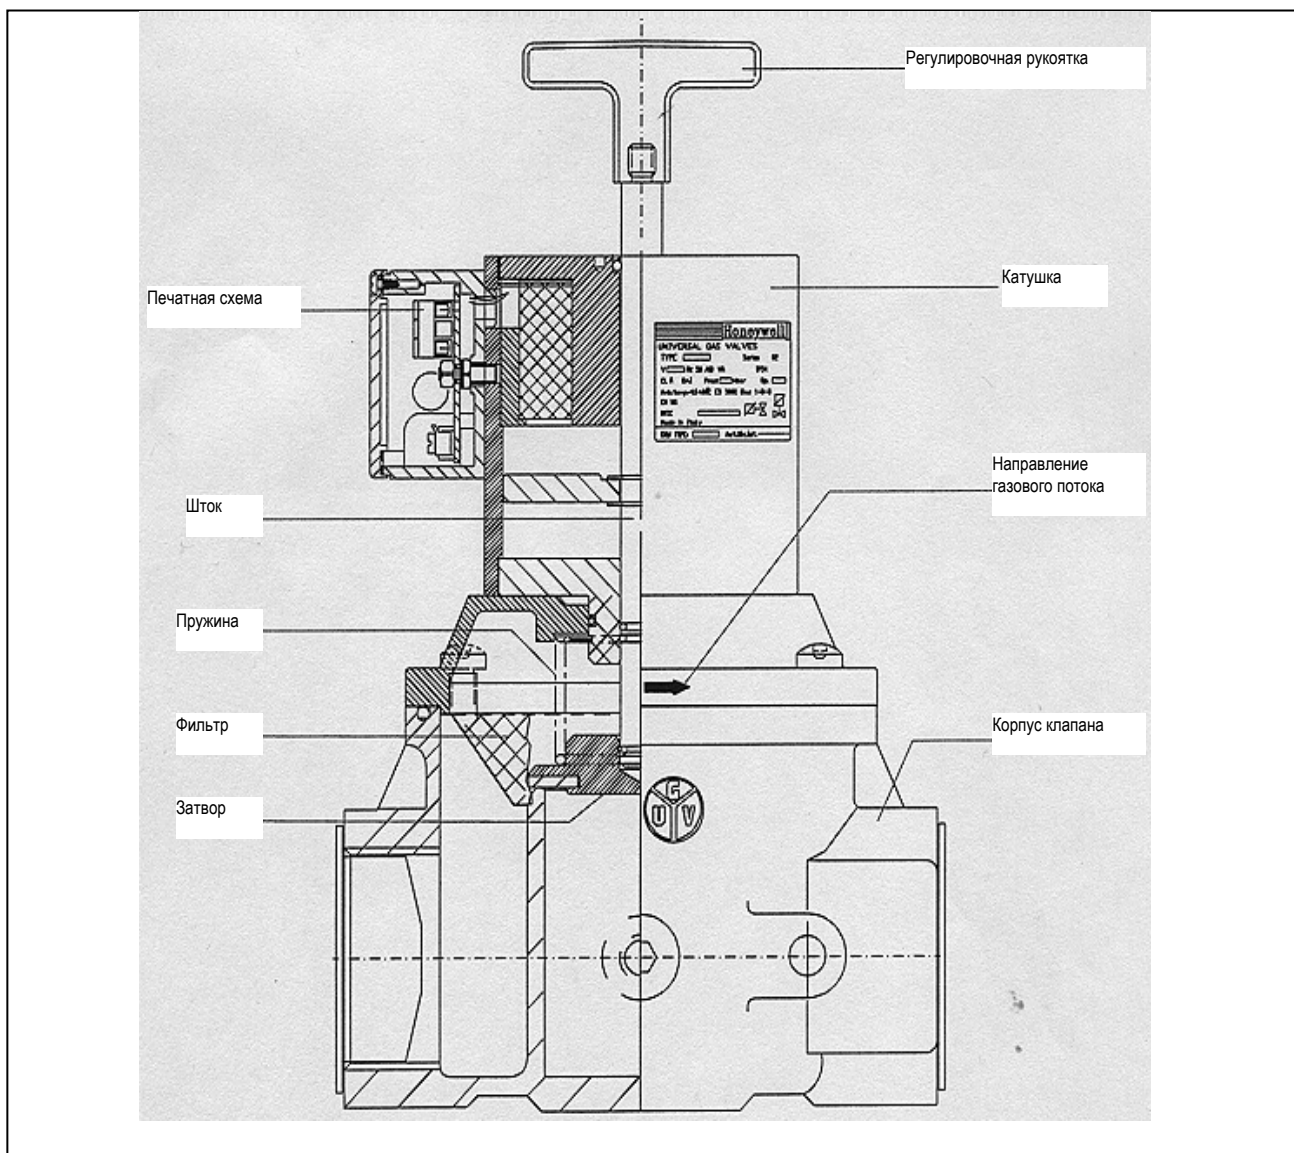 Регулировочная рукоятка
Катушка
Печатная схема
Honeywell
UNIVERSAL GAS VALVES
TYPE
Series
Made in Italy
Направление
газового потока
Шток
Пружина
Фильтр
Корпус клапана
Затвор
G
U V